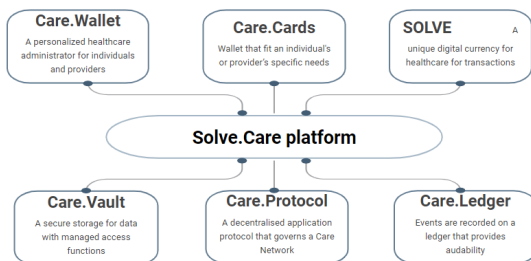 Care.Wallet
A personalized healthcare
administrator for individuals
and providers
Care.Cards
Wallet that fit an individual's
or provider's specific needs
SOLVE A
unique digital currency for
healthcare for transactions
Solve.Care platform
Care.Vault
A secure storage for data
with managed access
functions
Care.Protocol
A decentralised application
protocol that governs a Care
Network
Care.Ledger
Events are recorded on a
ledger that provides
audability